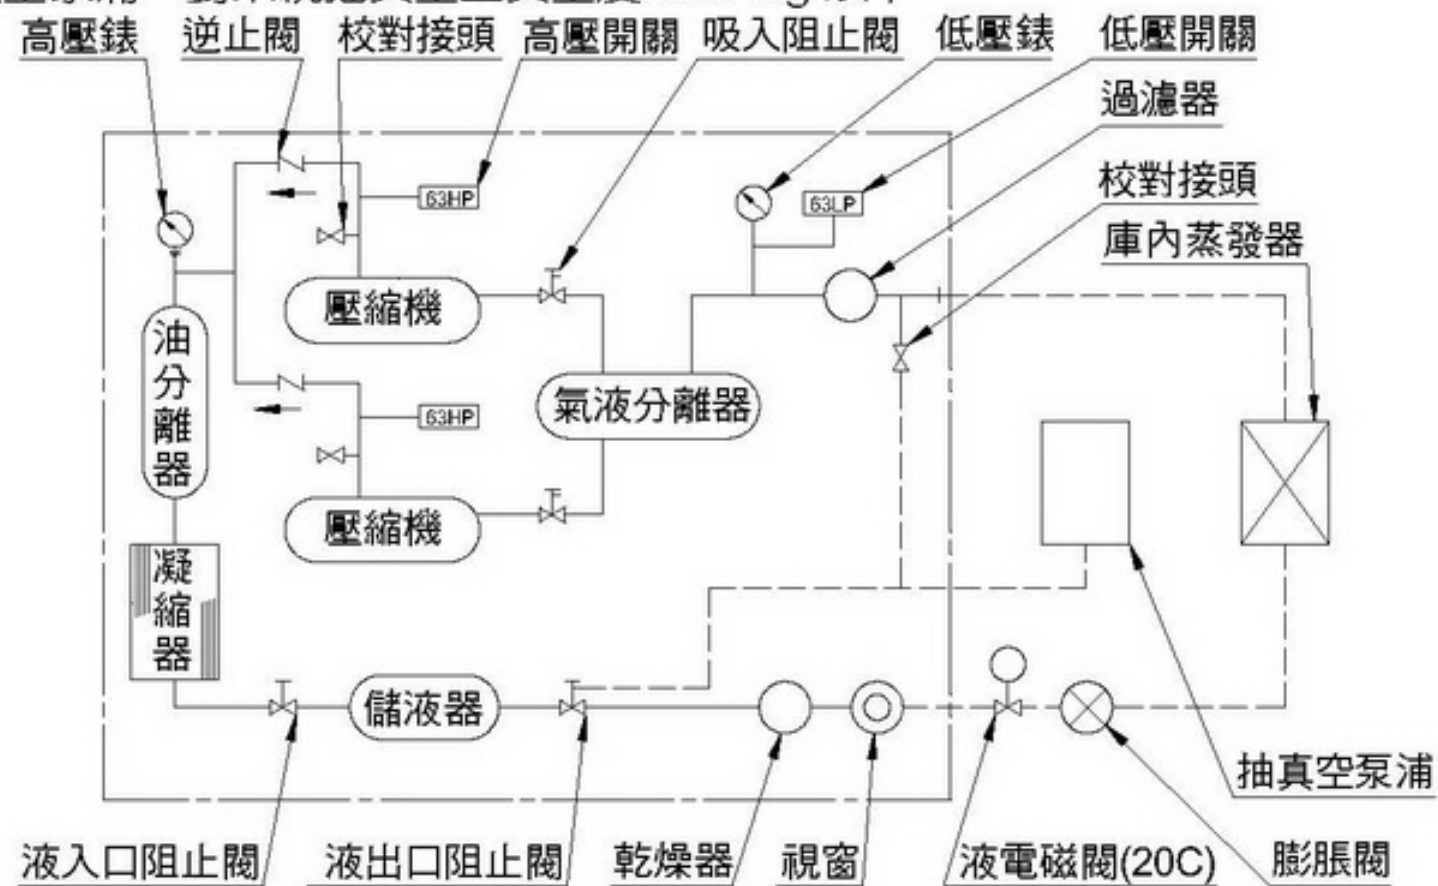 高壓錶 逆止閥 校對接頭 高壓開關 吸入阻止閥 低壓錶 低壓開關
過濾器
校對接頭
63HP
63LP
庫內蒸發器
壓縮機
油分離器
氣液分離器
63HP
壓縮機
凝縮器
儲液器
抽真空泵浦
液入口阻止閥 液出口阻止閥 乾燥器 視窗 液電磁閥(20C) 膨脹閥